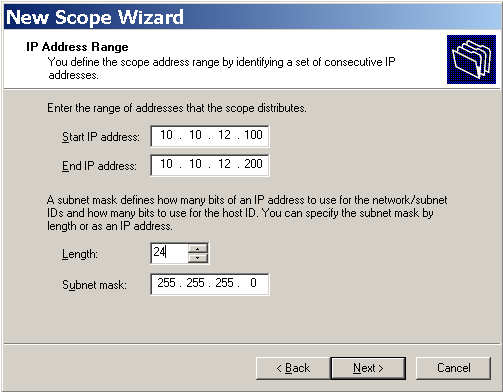 New Scope Wizard
IP Address Range
You define the scope address range by identifying a set of consecutive IP
addresses.
Enter the range of addresses that the scope distributes.
Start IP address: 10 . 10 . 12 . 100
End IP address: 10 . 10 . 12 . 200
A subnet mask defines how many bits of an IP address to use for the network/subnet
IDs and how many bits to use for the host ID. You can specify the subnet mask by
length or as an IP address.
Length: 24
Subnet mask: 255 . 255 . 255 . 0
< Back Next > Cancel